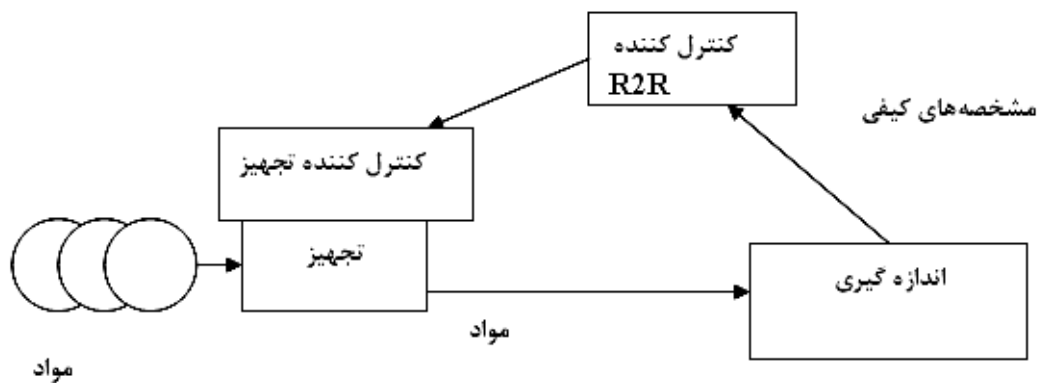 کنترل کننده
R2R
مشخصه‌های کیفی
کنترل کننده تجهیز
تجهیز
اندازه گیری
مواد
مواد